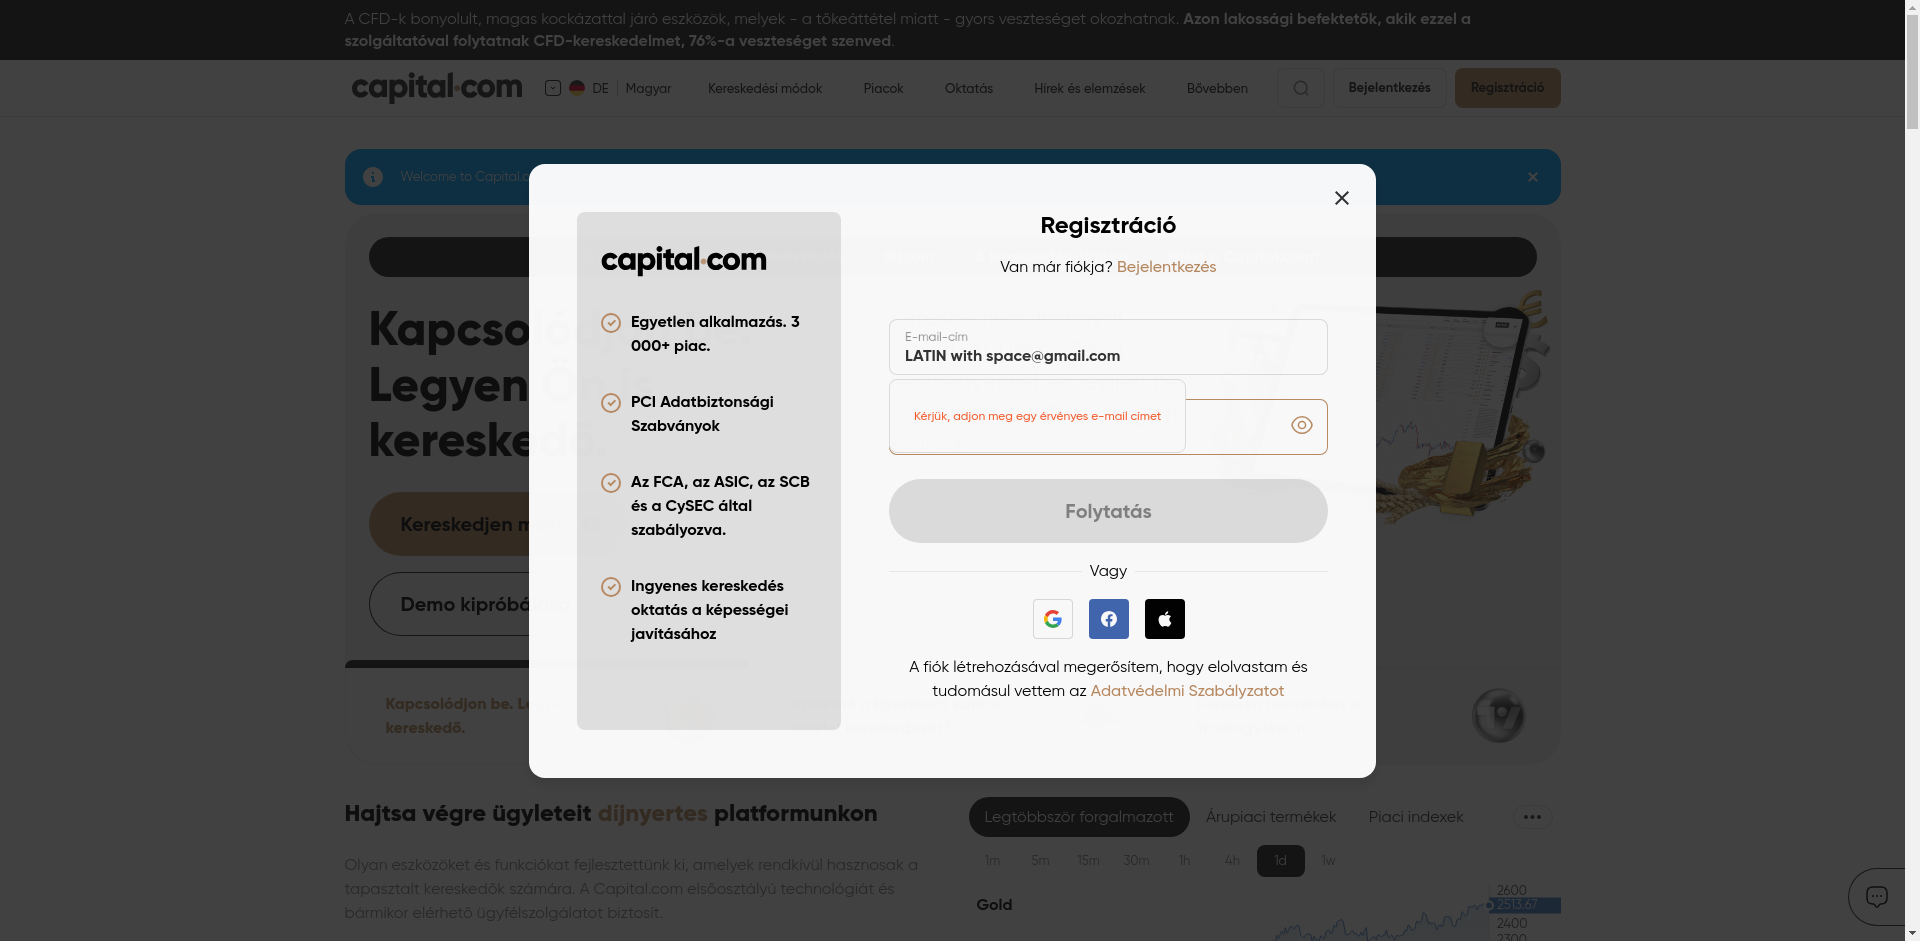 A CFD-k bonyolult, magas kockázattal járó eszközök, melyek - a tőkeáttétel miatt - gyors veszteséget okozhatnak. Azon lakossági befektetők, akik ezzel a
szolgáltatóval folytatnak CFD-kereskedelmet, 76%-a veszteséget szenved.
capital.com
DE
Magyar
Kereskedési módok
Piacok
Oktatás
Hírek és elemzések
Bővebben
Bejelentkezés
Regisztráció
Welcome to Capital.c
Kapcsol
Legyen
keresked
Kereskedjen m
Demo kipróbál
Kapcsolódjon be. Le
kereskedő.
capital.com
Egyetlen alkalmazás. 3
000+ piac.
PCI Adatbiztonsági
Szabványok
Az FCA, az ASIC, az SCB
és a CySEC által
szabályozva.
Ingyenes kereskedés
oktatás a képességei
javításához
Regisztráció
Van már fiókja? Bejelentkezés
E-mail-cím
LATIN with space@gmail.com
Kérjük, adjon meg egy érvényes e-mail címet
Folytatás
Vagy
A fiók létrehozásával megerősítem, hogy elolvastam és
tudomásul vettem az Adatvédelmi Szabályzatot
Hajtsa végre ügyleteit díjnyertes platformunkon
Olyan eszközöket és funkciókat fejlesztettünk ki, amelyek rendkívül hasznosak a
tapasztalt kereskedők számára. A Capital.com elsőosztályú technológiát és
bármikor elérhető ügyfélszolgálatot biztosít.
Legtöbbször forgalmazott
Árupiaci termékek
Piaci indexek
1m 5m 15m 30m 1h 4h 1d 1w
Gold
2600
2513.67
2400
2300